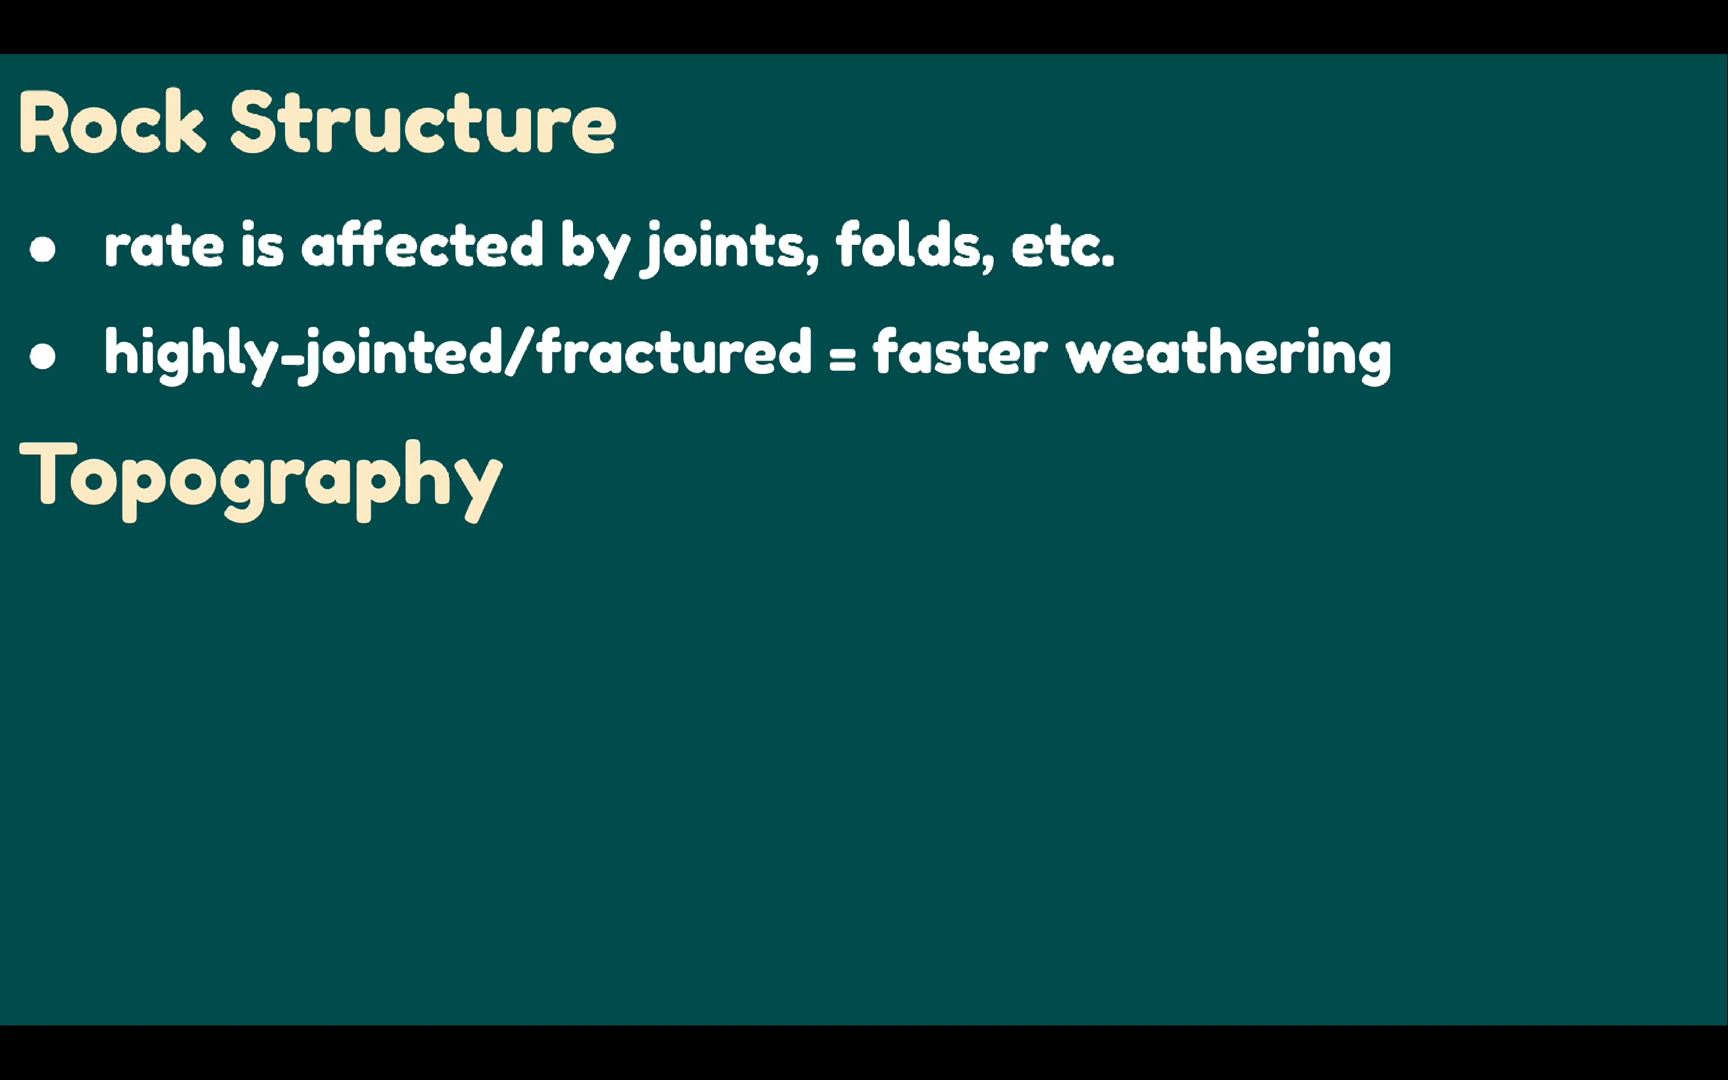 Rock Structure
● rate is affected by joints, folds, etc.
● highly-jointed/fractured = faster weathering
Topography